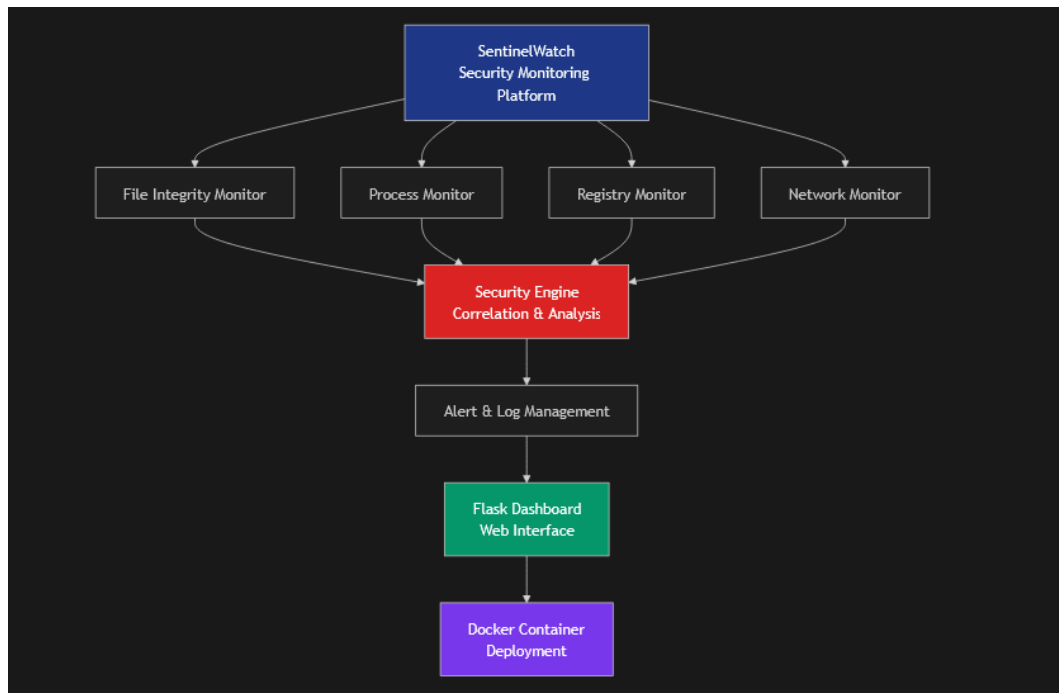 SentinelWatch
Security Monitoring
Platform
File Integrity Monitor
Process Monitor
Registry Monitor
Network Monitor
Security Engine
Correlation & Analysis
Alert & Log Management
Flask Dashboard
Web Interface
Docker Container
Deployment